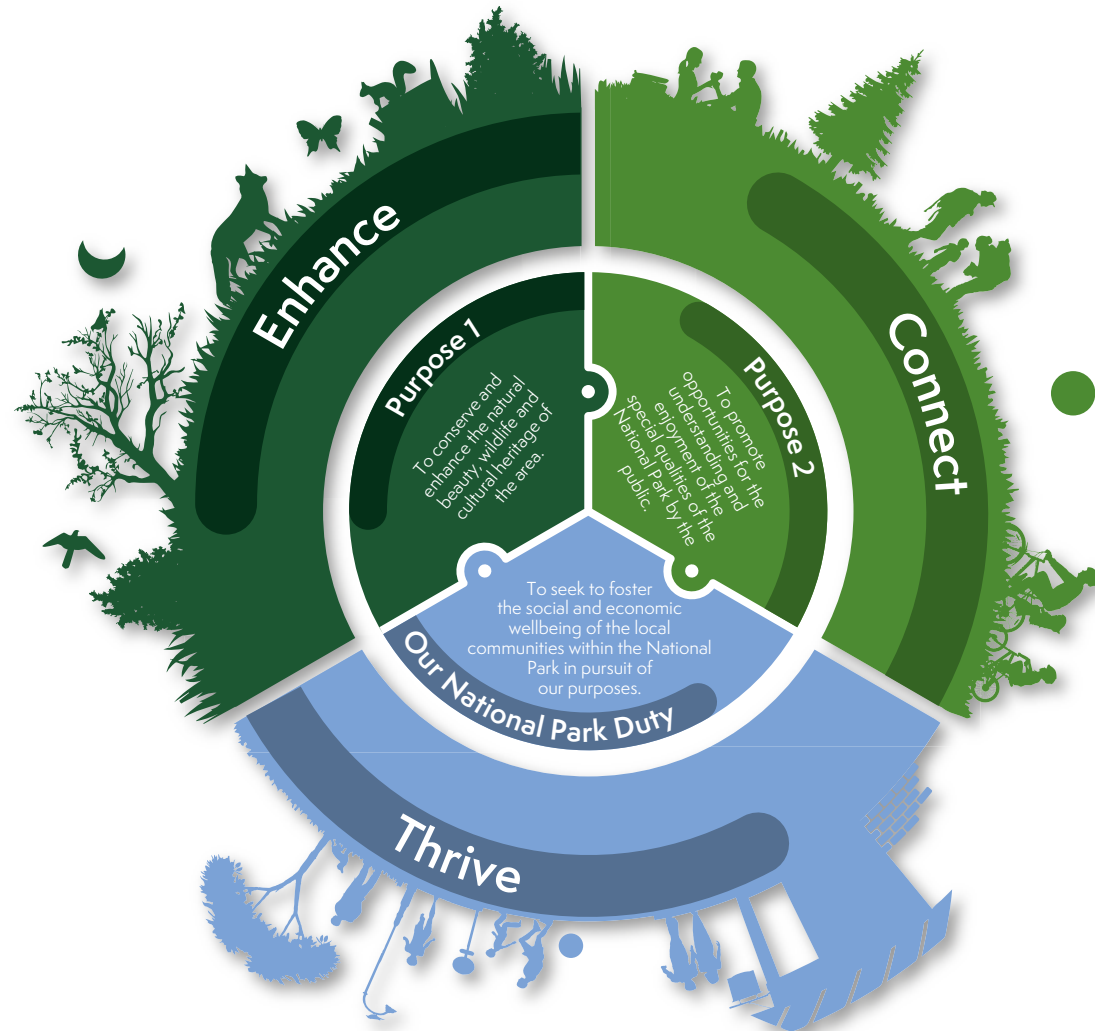 Enhance
Purpose 1
To conserve and
enhance the natural
beauty, wildlife and
cultural heritage of
the area.
Connect
Purpose 2
To promote
opportunities for the
understanding and
enjoyment of the
special qualities of the
National Park by the
public.
To seek to foster
the social and economic
wellbeing of the local
communities within the National
Park in pursuit of
our purposes.
Our National Park Duty
Thrive